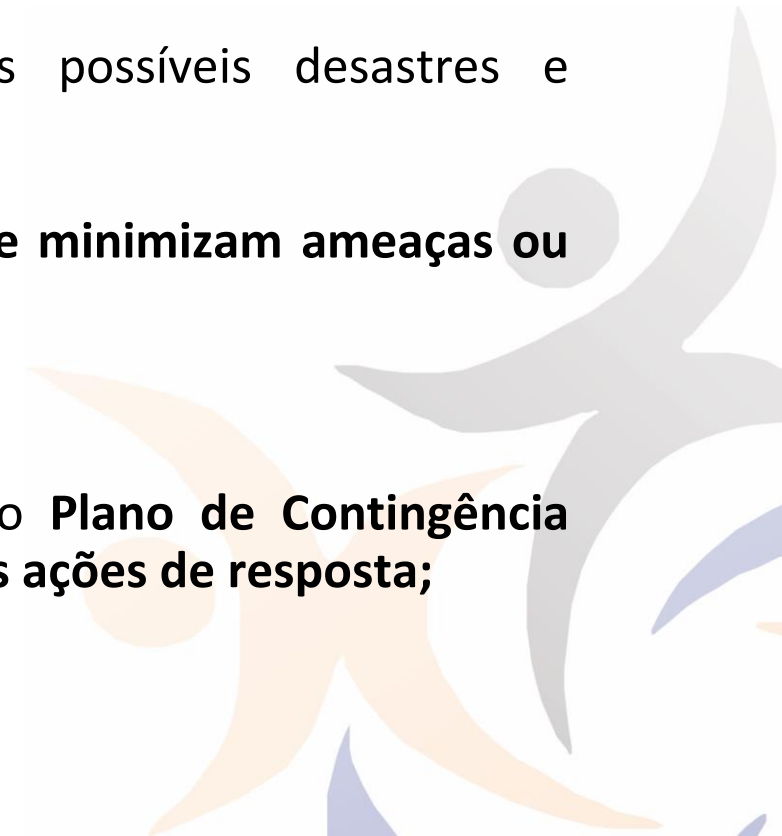 s possíveis desastres e
e minimizam ameaças ou
o Plano de Contingência
s ações de resposta;